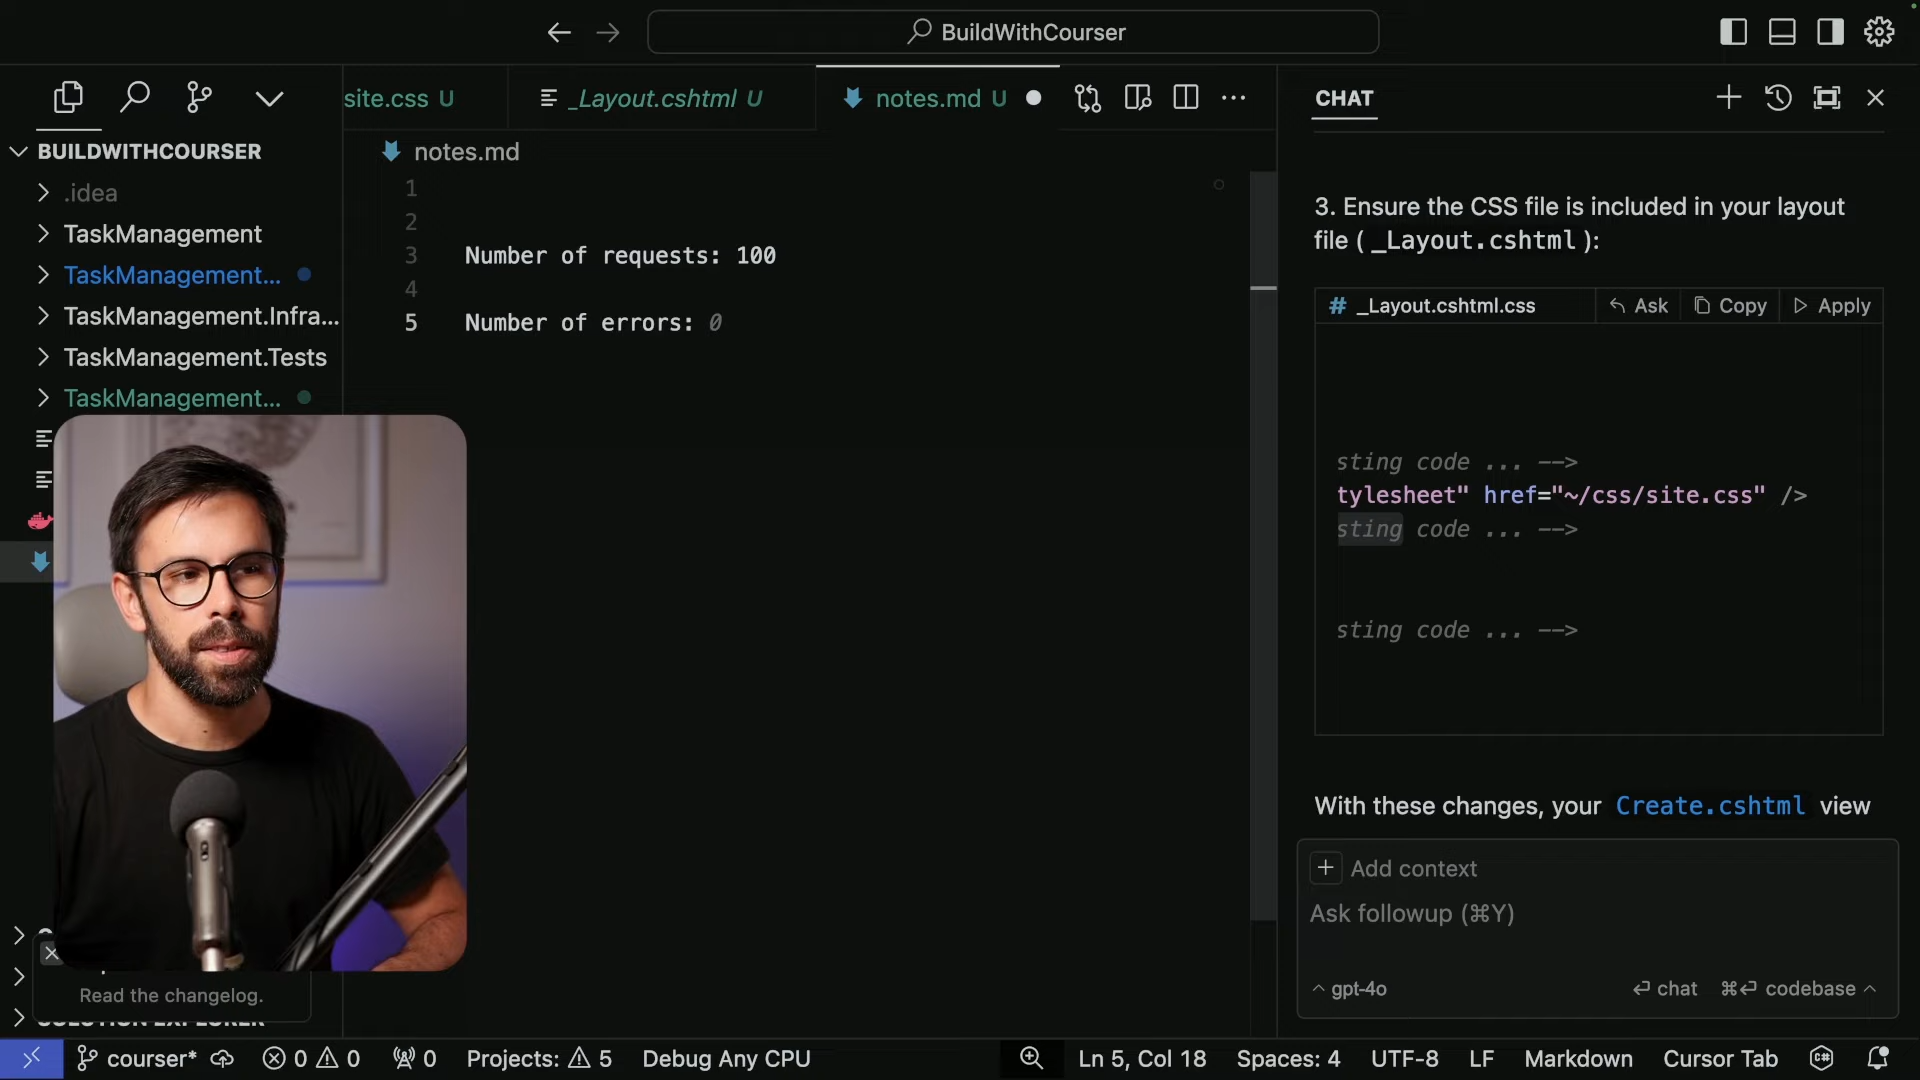 BuildWithCourser
site.css U
_Layout.cshtml U
notes.md U
CHAT
BUILDWITHCOURSER
notes.md
.idea
TaskManagement
TaskManagement...
TaskManagement.Infra...
TaskManagement.Tests
TaskManagement...
1
2
3 Number of requests: 100
4
5 Number of errors: 0
3. Ensure the CSS file is included in your layout
file ( _Layout.cshtml ):
# _Layout.cshtml.css Ask Copy Apply
sting code ... -->
tylesheet" href="~/css/site.css" />
sting code ... -->
sting code ... -->
With these changes, your Create.cshtml view
Add context
Ask followup (⌘Y)
gpt-4o chat ⌘ codebase
Read the changelog.
SOLUTION EXPLORER
courser* 0 0 0 Projects: 5 Debug Any CPU Ln 5, Col 18 Spaces: 4 UTF-8 LF Markdown Cursor Tab